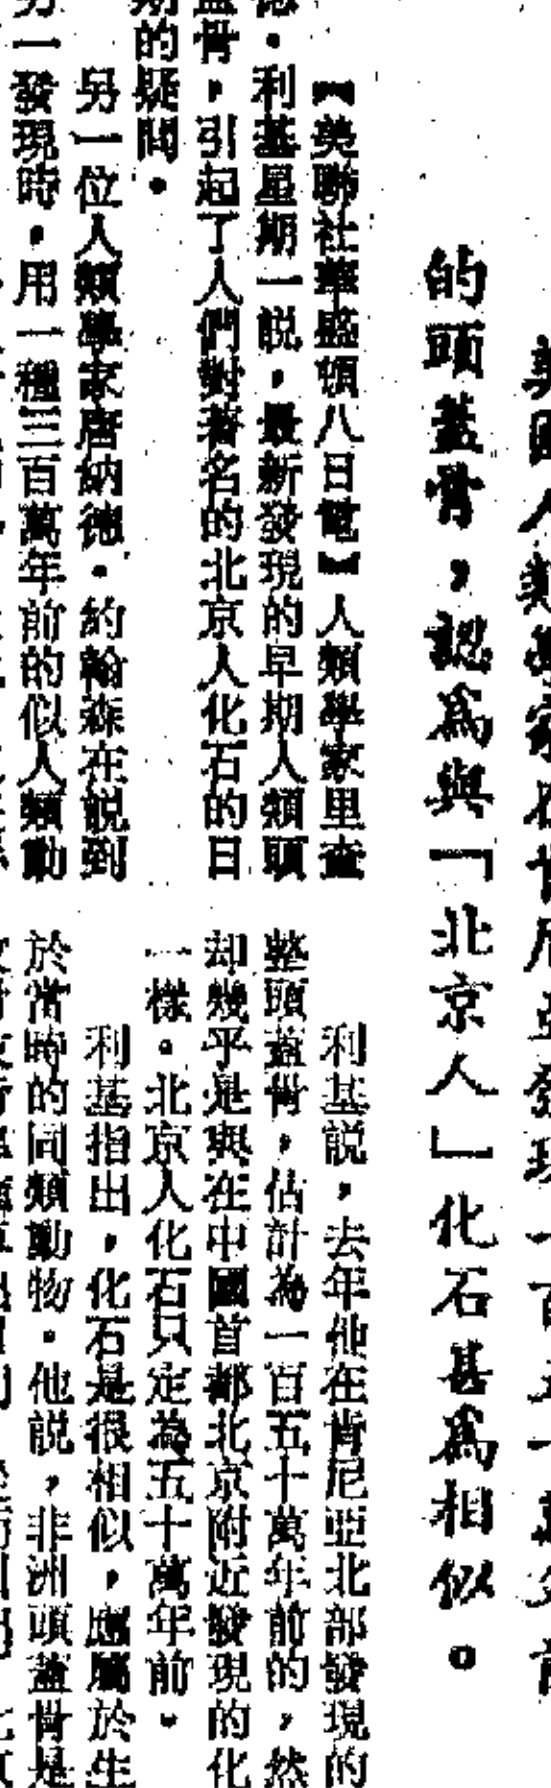 的頭蓋骨，認爲與「北京人」化石甚爲相似。
【美聯社華盛頓八日電】人類學家里查
德・利基星期一說，最新發現的早期人類頭
蓋骨，引起了人們對著名的北京人化石的日
期的疑問。
另一位人類學家唐納德・約翰森在說到
另一發現時，用一種三百萬年前的似人類動
利基說，去年他在肯尼亞北部發現的
整頭蓋骨，估計為一百五十萬年前的，然
却幾乎是與在中國首都北京附近發現的化
一樣。北京人化石只定為五十萬年前。
利基指出，化石是很相似，應屬於生
於當時的同類動物。他說，非洲頭蓋骨是